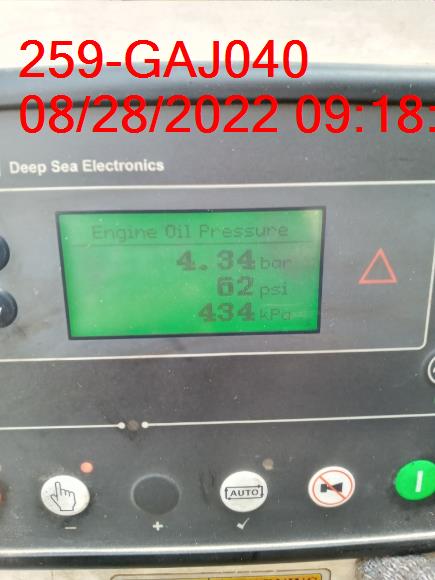 259-GAJ040
08/28/2022 09:18:
Deep Sea Electronics
Engine Oil Pressure
4.34 bar
62 psi
434 kPa
AUTO
I
−
+
✓